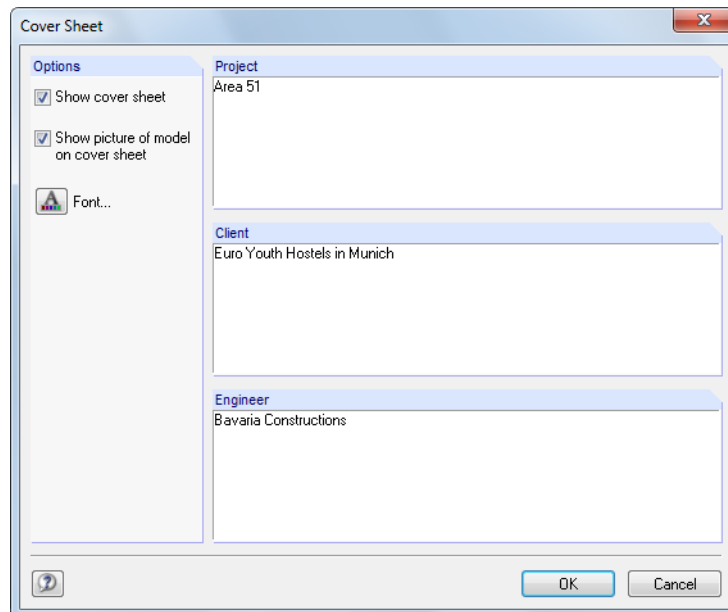 Cover Sheet
Options
Show cover sheet
Show picture of model
on cover sheet
Font...
Project
Area 51
Client
Euro Youth Hostels in Munich
Engineer
Bavaria Constructions
OK
Cancel